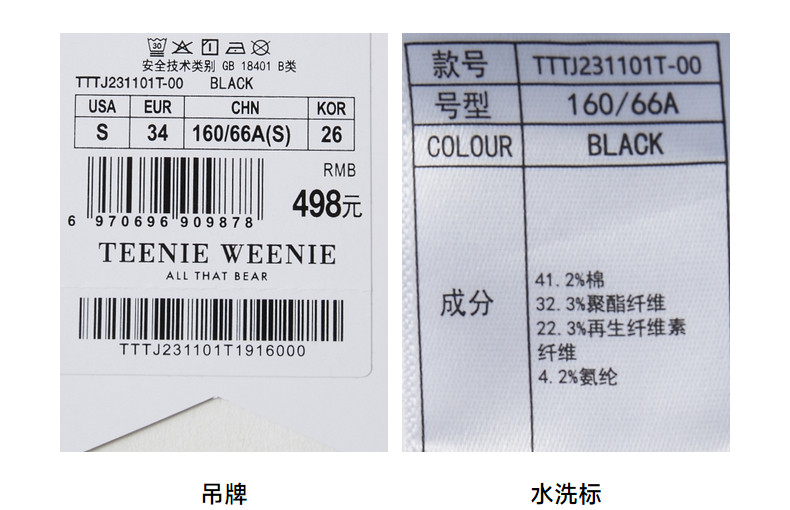 安全技术类别 GB 18401 B类
TTTJ231101T-00 BLACK
USA EUR CHN KOR
S 34 160/66A(S) 26
RMB
498元
6 970696 909878
TEENIE WEENIE
ALL THAT BEAR
TTTJ231101T1916000
吊牌
款号 TTTJ231101T-00
号型 160/66A
COLOUR BLACK
成分
41.2%棉
32.3%聚酯纤维
22.3%再生纤维素
纤维
4.2%氨纶
水洗标